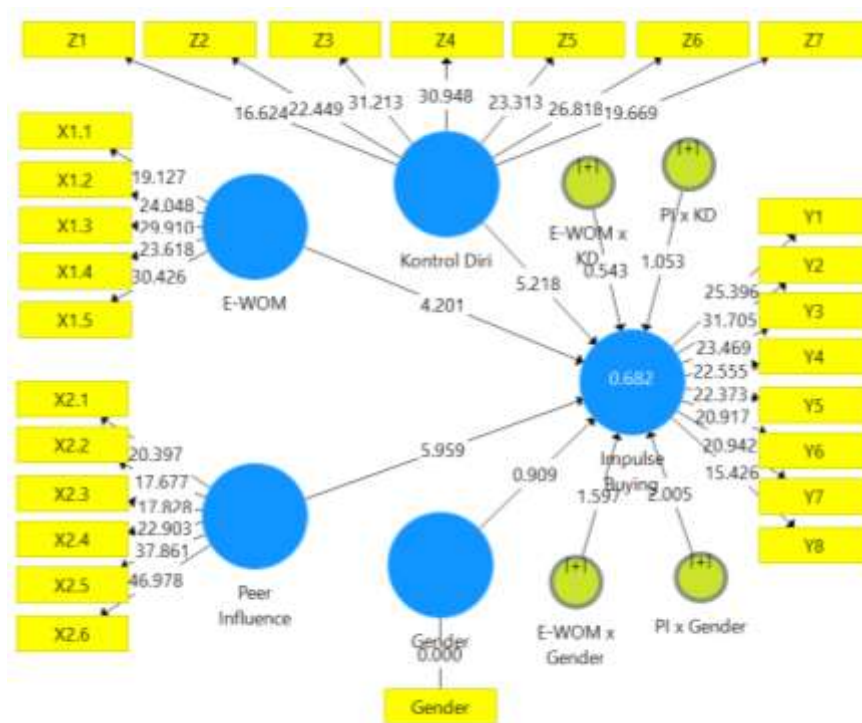 Z1 Z2 Z3 Z4 Z5 Z6 Z7
16.624 22.449 31.213 30.948 23.313 26.818 19.669
X1.1
X1.2
X1.3
X1.4
X1.5
19.127
24.048
29.910
23.618
30.426
E-WOM
Kontrol Diri
[+]
E-WOM x
KD
[+]
PI x KD
0.543
1.053
5.218
4.201
Y1
Y2
Y3
Y4
Y5
Y6
Y7
Y8
25.396
31.705
23.469
22.555
22.373
20.917
20.942
15.426
0.682
Impulse
Buying
X2.1
X2.2
X2.3
X2.4
X2.5
X2.6
20.397
17.677
17.828
22.903
37.861
46.978
Peer
Influence
5.959
0.909
1.597
2.005
Gender
0.000
Gender
[+]
E-WOM x
Gender
[+]
PI x Gender